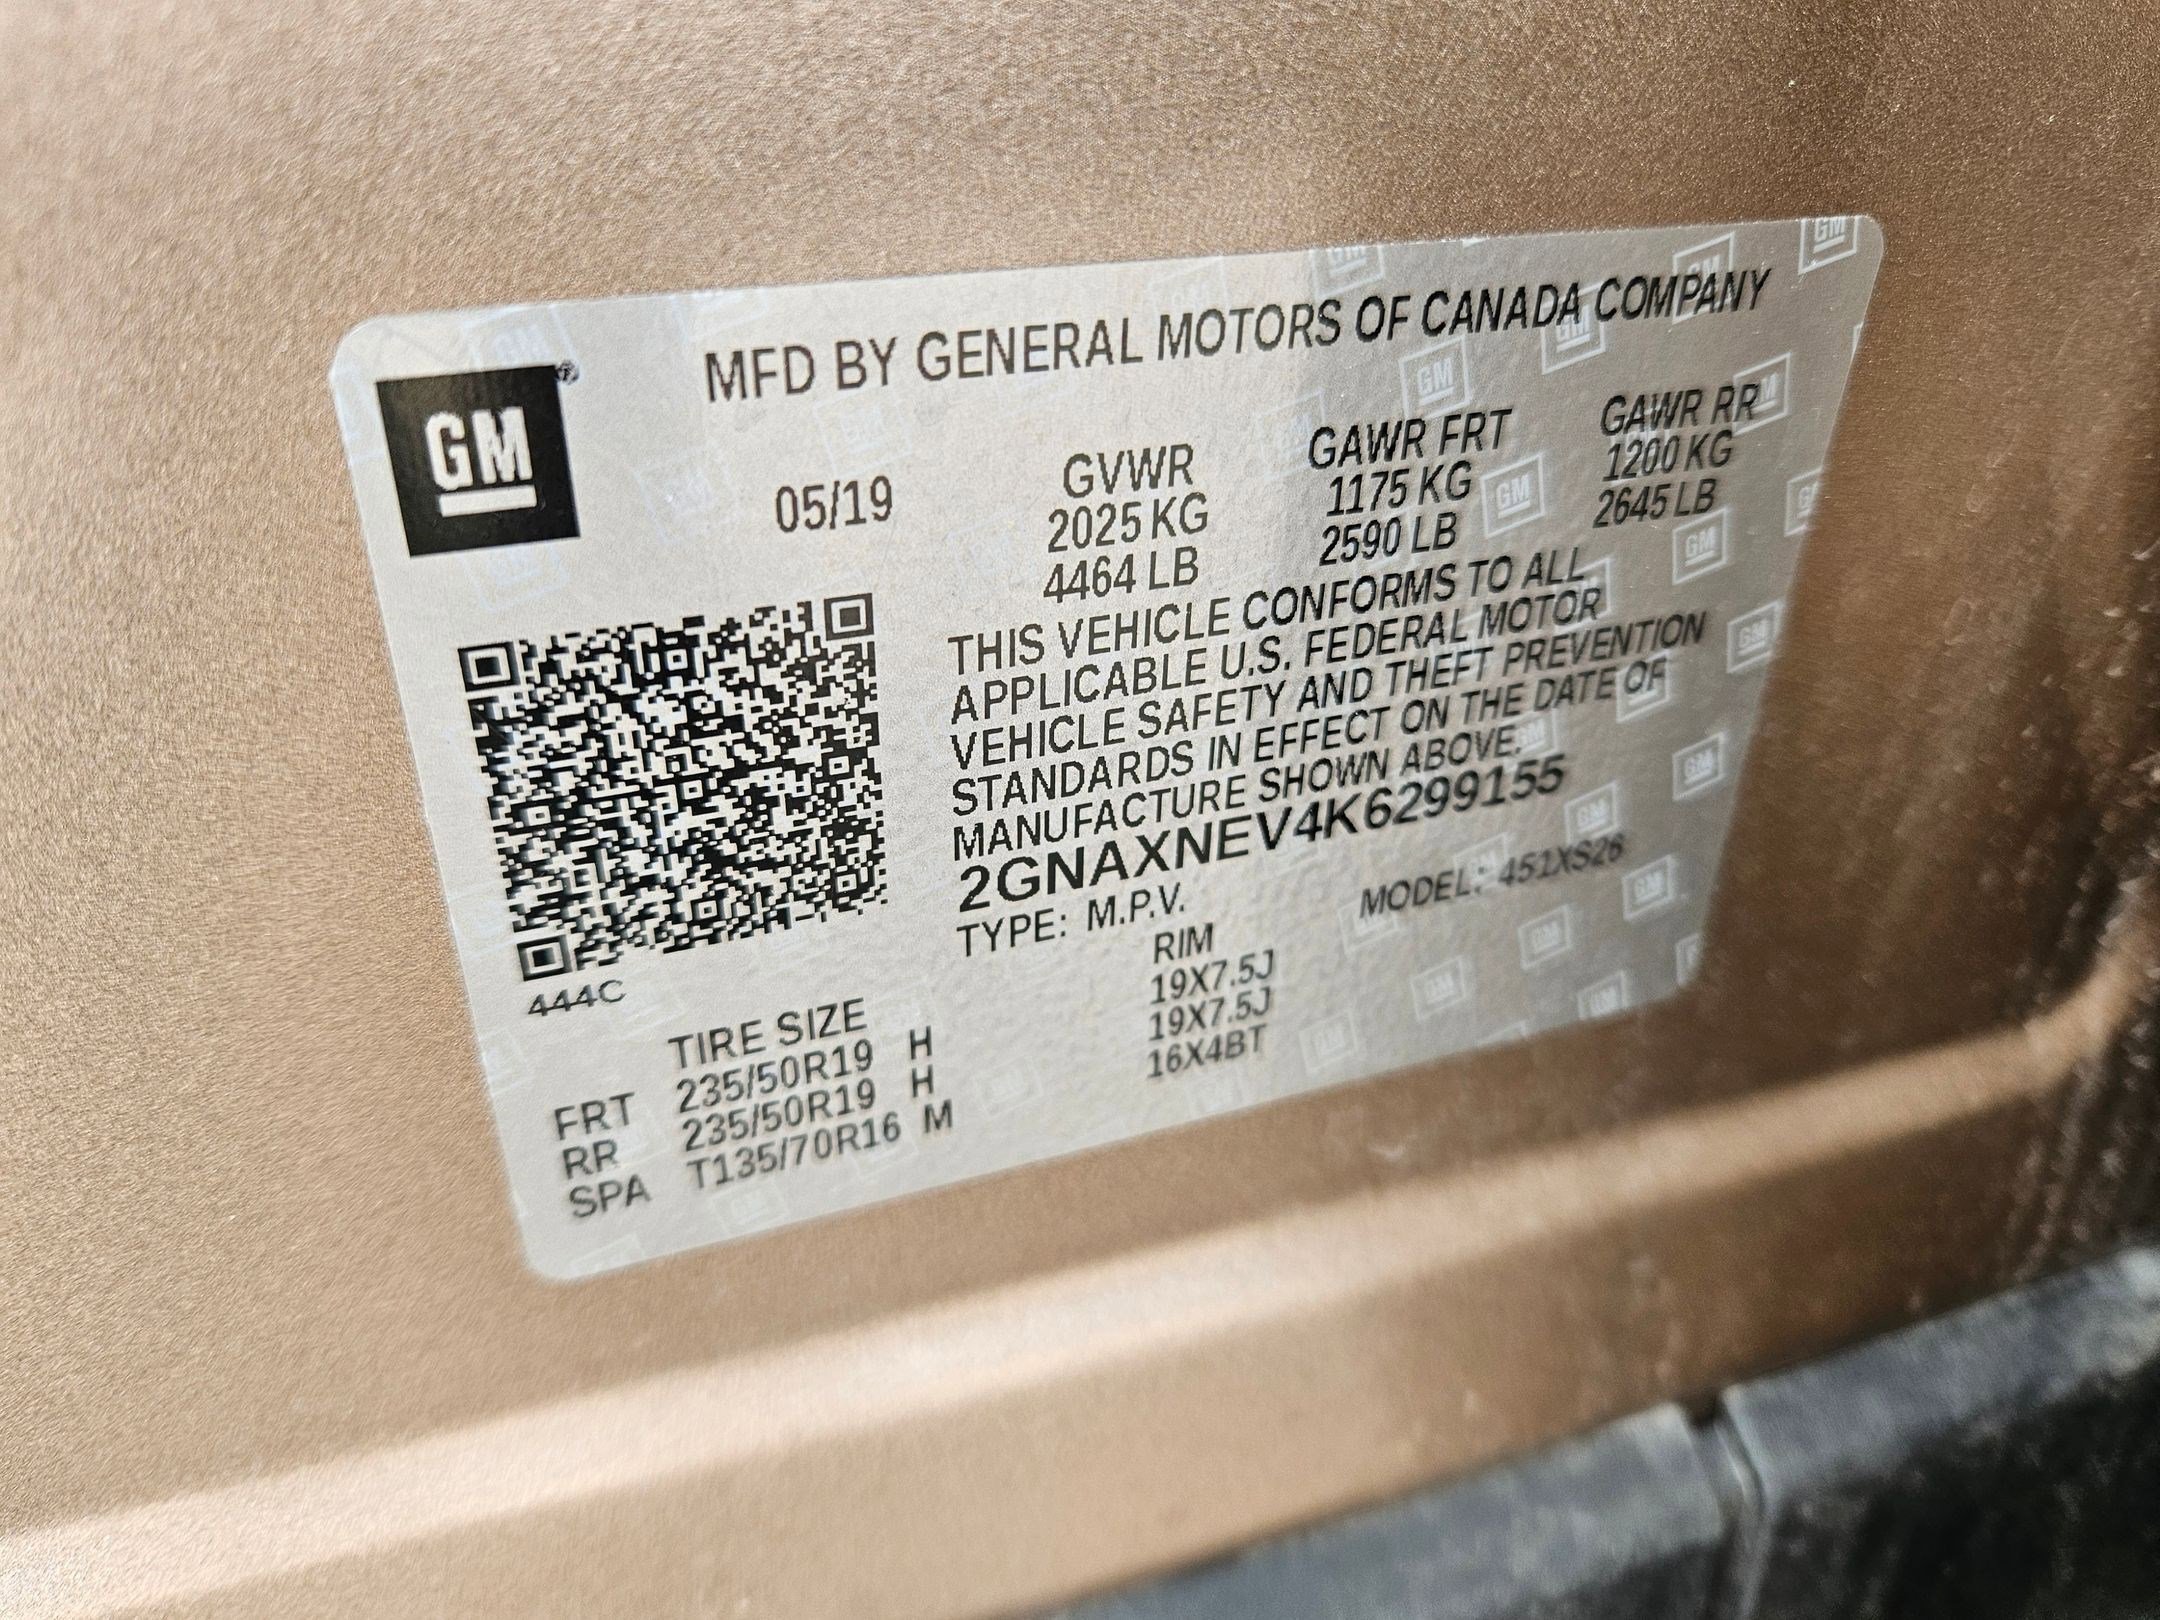 GM®
MFD BY GENERAL MOTORS OF CANADA COMPANY
05/19
GVWR
2025 KG
4464 LB
GAWR FRT
1175 KG
2590 LB
GAWR RR
1200 KG
2645 LB
THIS VEHICLE CONFORMS TO ALL
APPLICABLE U.S. FEDERAL MOTOR
VEHICLE SAFETY AND THEFT PREVENTION
STANDARDS IN EFFECT ON THE DATE OF
MANUFACTURE SHOWN ABOVE.
2GNAXNEV4K6299155
TYPE: M.P.V. MODEL: 451XS26
444C
TIRE SIZE RIM
FRT 235/50R19 H 19X7.5J
RR 235/50R19 H 19X7.5J
SPA T135/70R16 M 16X4BT